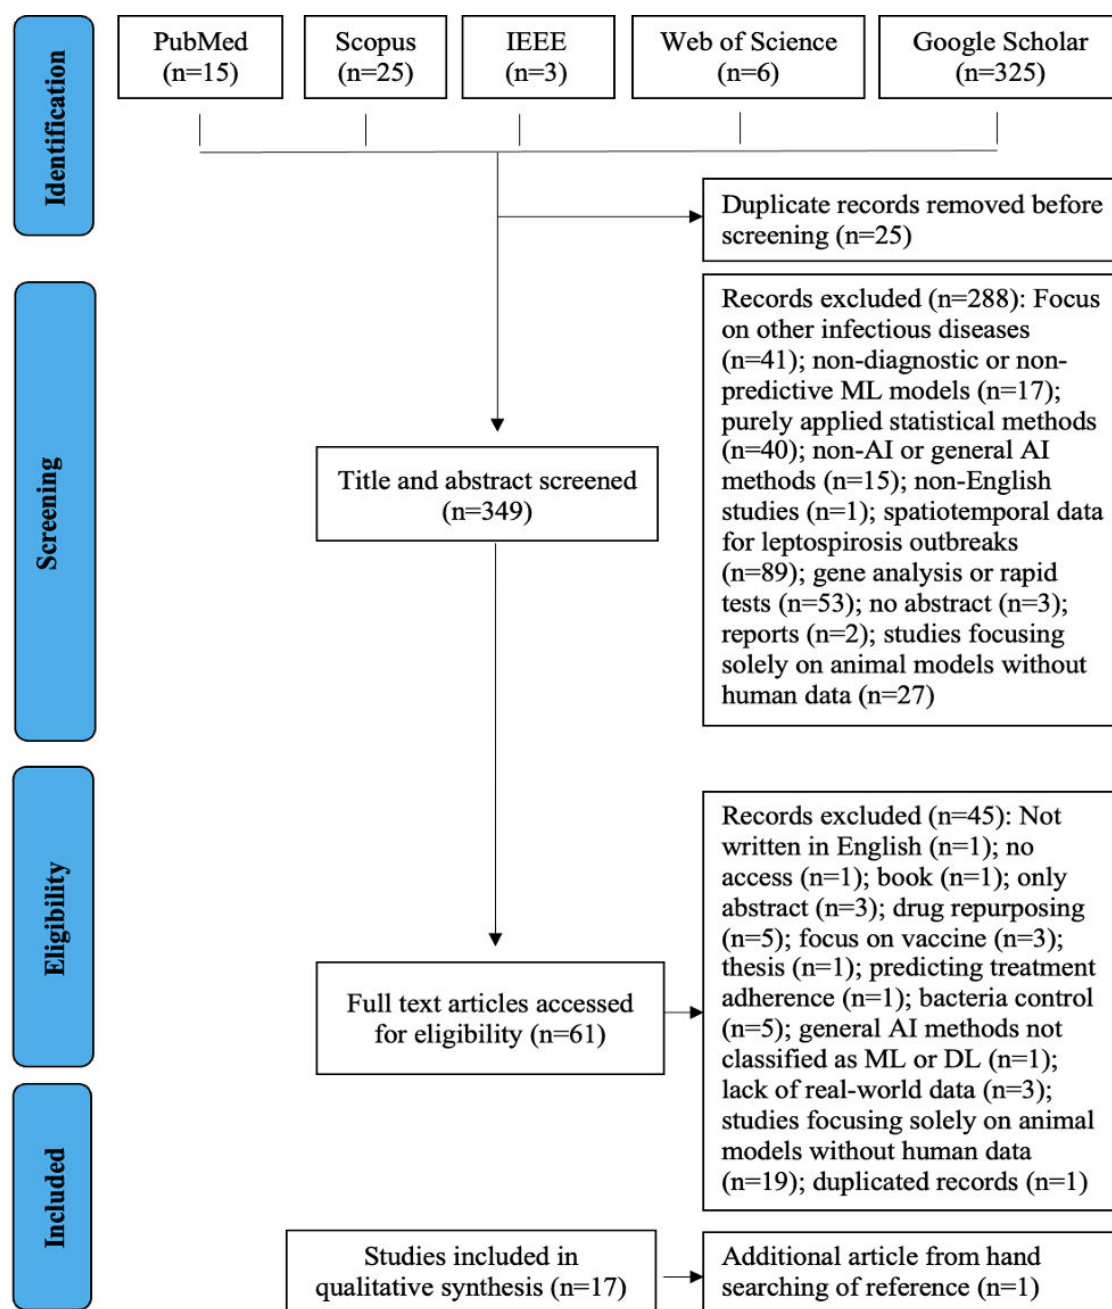 PubMed
(n=15)
Scopus
(n=25)
IEEE
(n=3)
Web of Science
(n=6)
Google Scholar
(n=325)
Identification
Duplicate records removed before
screening (n=25)
Screening
Title and abstract screened
(n=349)
Records excluded (n=288): Focus
on other infectious diseases
(n=41); non-diagnostic or non-
predictive ML models (n=17);
purely applied statistical methods
(n=40); non-AI or general AI
methods (n=15); non-English
studies (n=1); spatiotemporal data
for leptospirosis outbreaks
(n=89); gene analysis or rapid
tests (n=53); no abstract (n=3);
reports (n=2); studies focusing
solely on animal models without
human data (n=27)
Eligibility
Full text articles accessed
for eligibility (n=61)
Records excluded (n=45): Not
written in English (n=1); no
access (n=1); book (n=1); only
abstract (n=3); drug repurposing
(n=5); focus on vaccine (n=3);
thesis (n=1); predicting treatment
adherence (n=1); bacteria control
(n=5); general AI methods not
classified as ML or DL (n=1);
lack of real-world data (n=3);
studies focusing solely on animal
models without human data
(n=19); duplicated records (n=1)
Included
Studies included in
qualitative synthesis (n=17)
Additional article from hand
searching of reference (n=1)